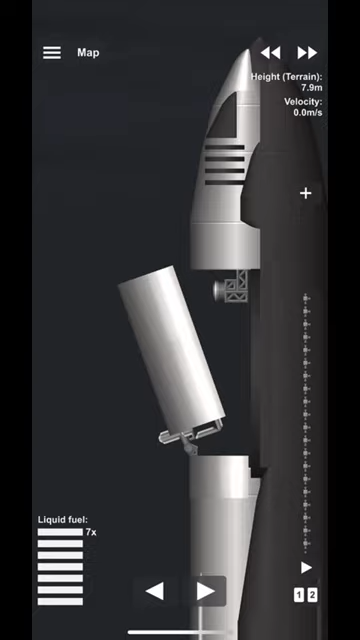 Map
Height (Terrain):
7.9m
Velocity:
0.0m/s
Liquid fuel:
7x
1 2